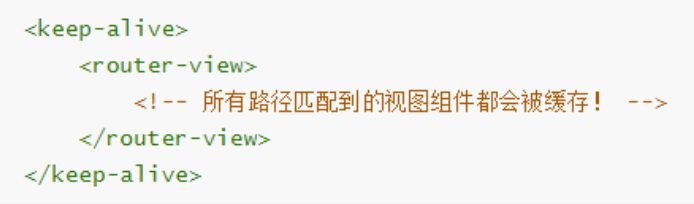 <keep-alive>
<router-view>
<!-- 所有路径匹配到的视图组件都会被缓存! -->
</router-view>
</keep-alive>